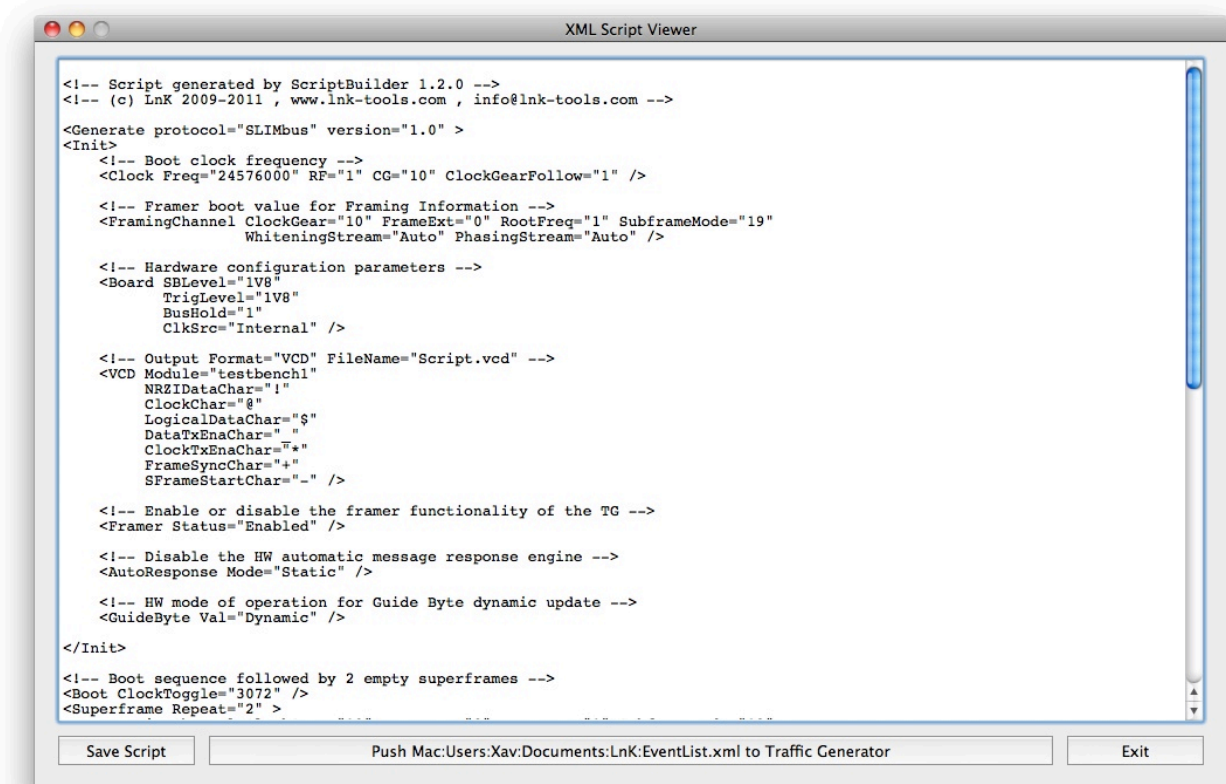 XML Script Viewer
<!-- Script generated by ScriptBuilder 1.2.0 -->
<!-- (c) LnK 2009-2011 , www.lnk-tools.com , info@lnk-tools.com -->
<Generate protocol="SLIMbus" version="1.0" >
<Init>
<!-- Boot clock frequency -->
<Clock Freq="24576000" RF="1" CG="10" ClockGearFollow="1" />
<!-- Framer boot value for Framing Information -->
<FramingChannel ClockGear="10" FrameExt="0" RootFreq="1" SubframeMode="19"
WhiteningStream="Auto" PhasingStream="Auto" />
<!-- Hardware configuration parameters -->
<Board SBLevel="1V8"
TrigLevel="1V8"
BusHold="1"
ClkSrc="Internal" />
<!-- Output Format="VCD" FileName="Script.vcd" -->
<VCD Module="testbench1"
NRZIDataChar="!"
ClockChar="@"
LogicalDataChar="$"
DataTxEnaChar="_"
ClockTxEnaChar="*"
FrameSyncChar="+"
SFrameStartChar="-" />
<!-- Enable or disable the framer functionality of the TG -->
<Framer Status="Enabled" />
<!-- Disable the HW automatic message response engine -->
<AutoResponse Mode="Static" />
<!-- HW mode of operation for Guide Byte dynamic update -->
<GuideByte Val="Dynamic" />
</Init>
<!-- Boot sequence followed by 2 empty superframes -->
<Boot ClockToggle="3072" />
<Superframe Repeat="2" >
Save Script
Push Mac:Users:Xav:Documents:LnK:EventList.xml to Traffic Generator
Exit